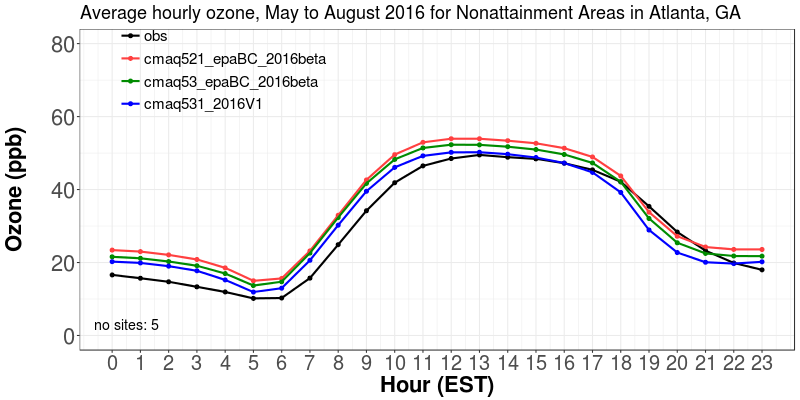 Average hourly ozone, May to August 2016 for Nonattainment Areas in Atlanta, GA
obs
cmaq521_epaBC_2016beta
cmaq53_epaBC_2016beta
cmaq531_2016V1
80
60
40
20
0
Ozone (ppb)
no sites: 5
0 1 2 3 4 5 6 7 8 9 10 11 12 13 14 15 16 17 18 19 20 21 22 23
Hour (EST)